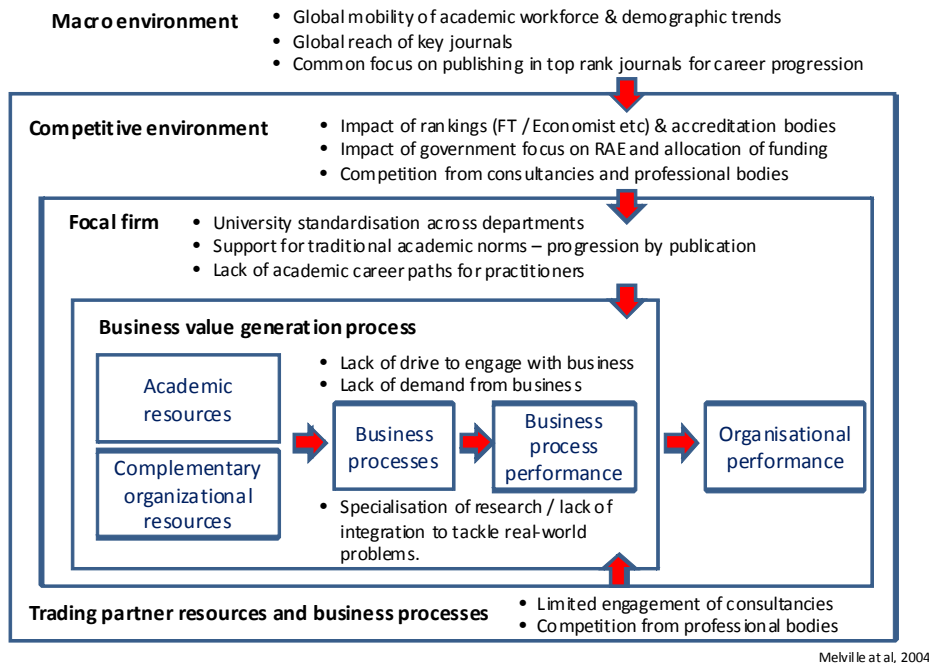 Macro environment
• Global mobility of academic workforce & demographic trends
• Global reach of key journals
• Common focus on publishing in top rank journals for career progression
Competitive environment
• Impact of rankings (FT / Economist etc) & accreditation bodies
• Impact of government focus on RAE and allocation of funding
• Competition from consultancies and professional bodies
Focal firm
• University standardisation across departments
• Support for traditional academic norms – progression by publication
• Lack of academic career paths for practitioners
Business value generation process
• Lack of drive to engage with business
• Lack of demand from business
Academic
resources
Complementary
organizational
resources
Business
processes
Business
process
performance
Organisational
performance
• Specialisation of research / lack of
integration to tackle real-world
problems.
Trading partner resources and business processes
• Limited engagement of consultancies
• Competition from professional bodies
Melville at al, 2004